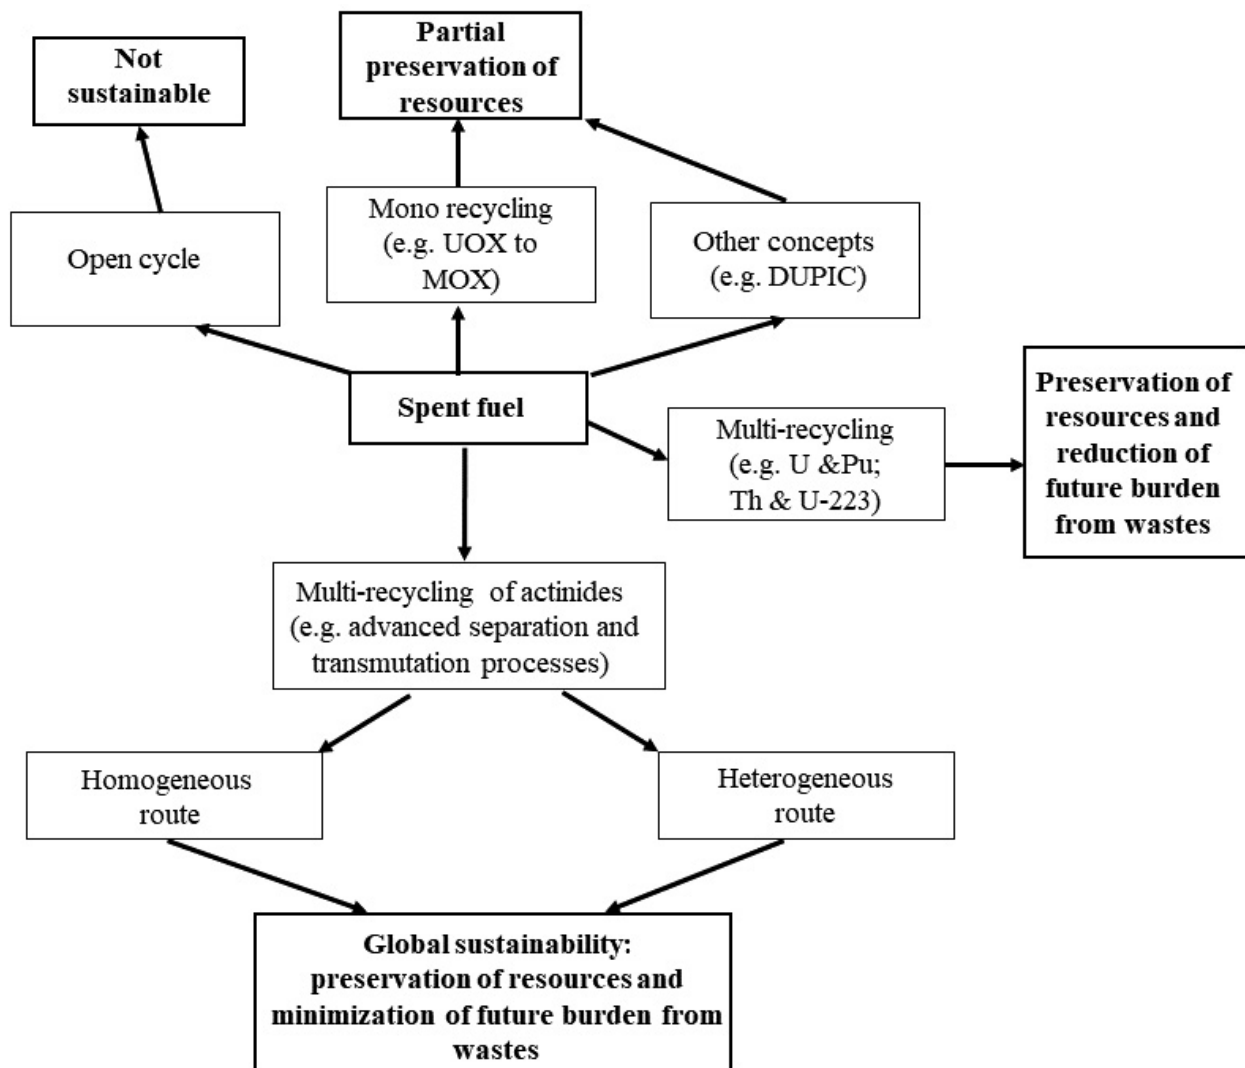 Not
sustainable
Partial
preservation of
resources
Open cycle
Mono recycling
(e.g. UOX to
MOX)
Other concepts
(e.g. DUPIC)
Spent fuel
Multi-recycling
(e.g. U &Pu;
Th & U-223)
Preservation of
resources and
reduction of
future burden
from wastes
Multi-recycling of actinides
(e.g. advanced separation and
transmutation processes)
Homogeneous
route
Heterogeneous
route
Global sustainability:
preservation of resources and
minimization of future burden from
wastes